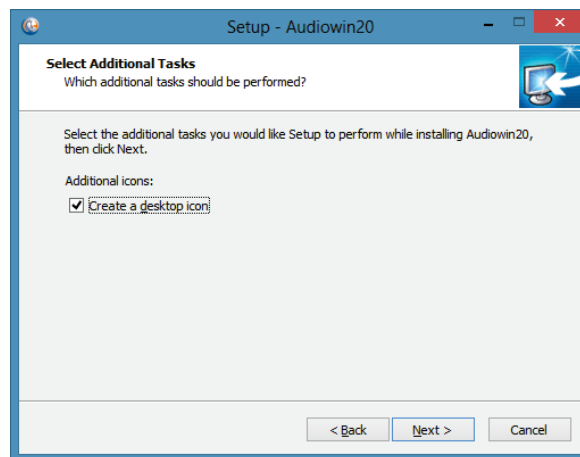 Setup - Audiowin20
Select Additional Tasks
Which additional tasks should be performed?
Select the additional tasks you would like Setup to perform while installing Audiowin20,
then click Next.
Additional icons:
Create a desktop icon
< Back Next > Cancel